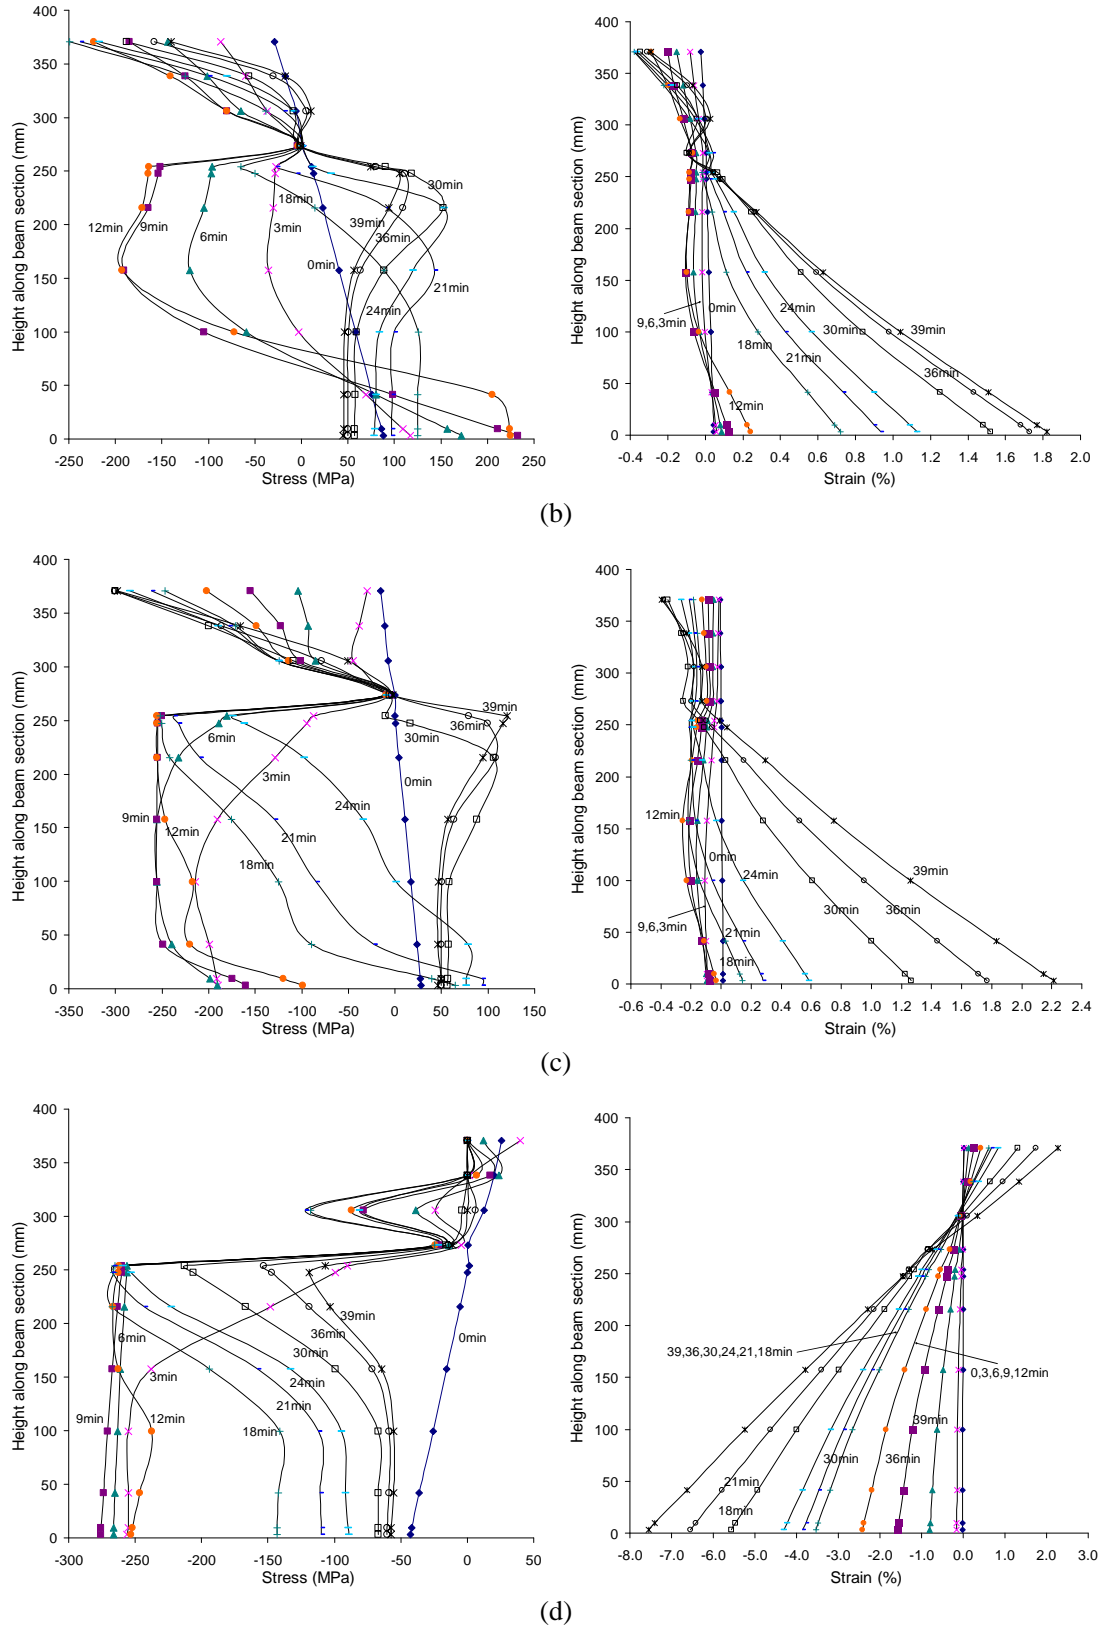 400
350
300
250
200
150
100
50
0
Height along beam section (mm)
-250 -200 -150 -100 -50 0 50 100 150 200 250
Stress (MPa)
12min
9min
6min
3min
18min
0min
39min
36min
30min
24min
21min
400
350
300
250
200
150
100
50
0
Height along beam section (mm)
-0.4 -0.2 0.0 0.2 0.4 0.6 0.8 1.0 1.2 1.4 1.6 1.8 2.0
Strain (%)
9,6,3min
0min
18min
21min
24min
30min
36min
39min
12min
(b)
400
350
300
250
200
150
100
50
0
Height along beam section (mm)
-350 -300 -250 -200 -150 -100 -50 0 50 100 150
Stress (MPa)
6min
3min
9min
12min
18min
21min
24min
0min
30min
36min
39min
400
350
300
250
200
150
100
50
0
Height along beam section (mm)
-0.6 -0.4 -0.2 0.0 0.2 0.4 0.6 0.8 1.0 1.2 1.4 1.6 1.8 2.0 2.2 2.4
Strain (%)
12min
0min
24min
39min
30min
36min
9,6,3min
21min
18min
(c)
400
350
300
250
200
150
100
50
0
Height along beam section (mm)
-300 -250 -200 -150 -100 -50 0 50
Stress (MPa)
6min
3min
9min
12min
18min
21min
24min
30min
36min
39min
0min
400
350
300
250
200
150
100
50
0
Height along beam section (mm)
-8.0 -7.0 -6.0 -5.0 -4.0 -3.0 -2.0 -1.0 0.0 1.0 2.0 3.0
Strain (%)
39,36,30,24,21,18min
0,3,6,9,12min
39min
36min
30min
21min
18min
(d)